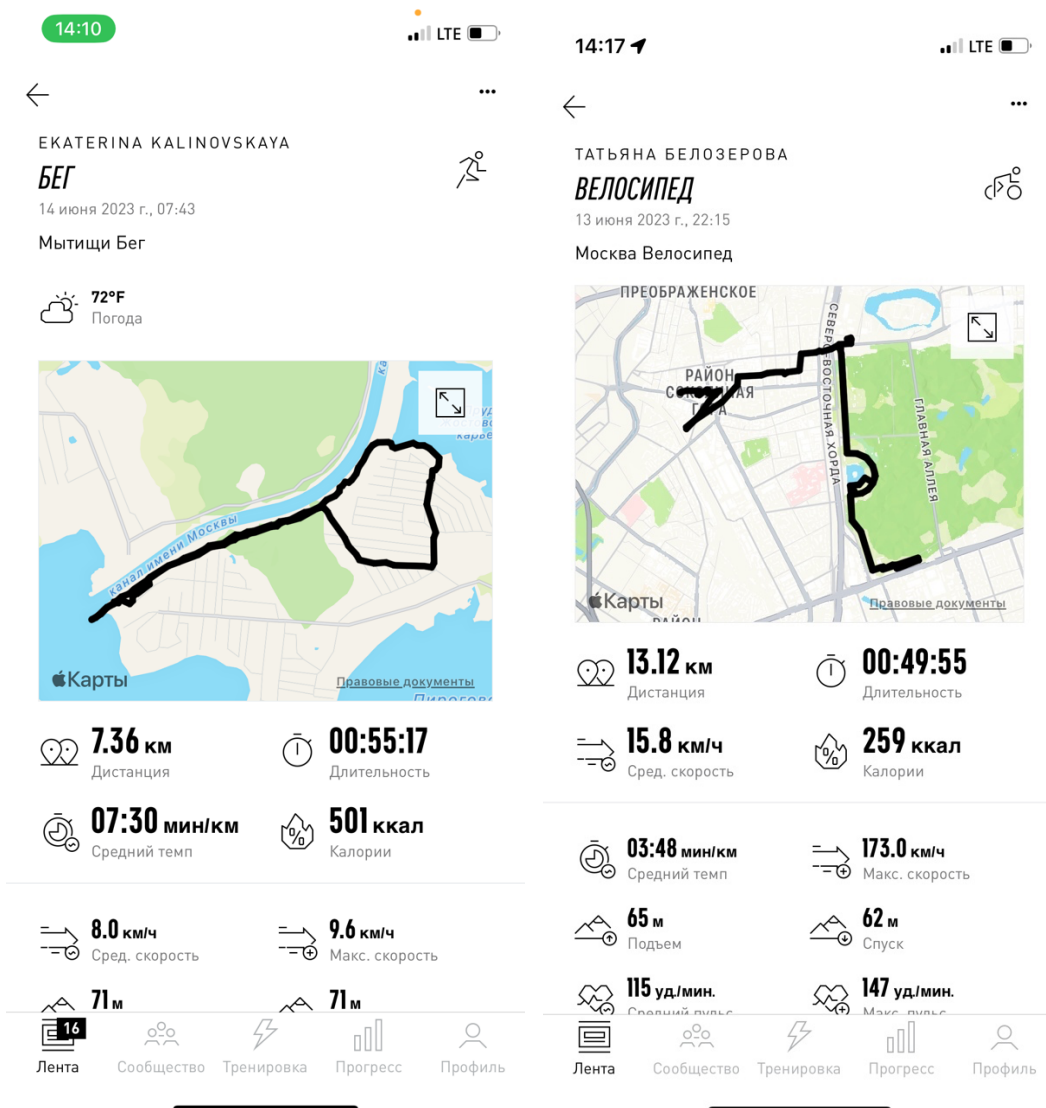 14:10
LTE
EKATERINA KALINOVSKAYA
БЕГ
14 июня 2023 г., 07:43
Мытищи Бег
72°F
Погода
канал имени Москвы
Карты
Правовые документы
7.36 км
Дистанция
00:55:17
Длительность
07:30 мин/км
Средний темп
501 ккал
Калории
8.0 км/ч
Сред. скорость
9.6 км/ч
Макс. скорость
71 м
71 м
16
Лента
Сообщество
Тренировка
Прогресс
Профиль
14:17
LTE
ТАТЬЯНА БЕЛОЗЕРОВА
ВЕЛОСИПЕД
13 июня 2023 г., 22:15
Москва Велосипед
ПРЕОБРАЖЕНСКОЕ
РАЙОН
ГЛАВНАЯ АЛЛЕЯ
Карты
Правовые документы
13.12 км
Дистанция
00:49:55
Длительность
15.8 км/ч
Сред. скорость
259 ккал
Калории
03:48 мин/км
Средний темп
173.0 км/ч
Макс. скорость
65 м
Подъем
62 м
Спуск
115 уд./мин.
Средний пульс
147 уд./мин.
Макс. пульс
Лента
Сообщество
Тренировка
Прогресс
Профиль